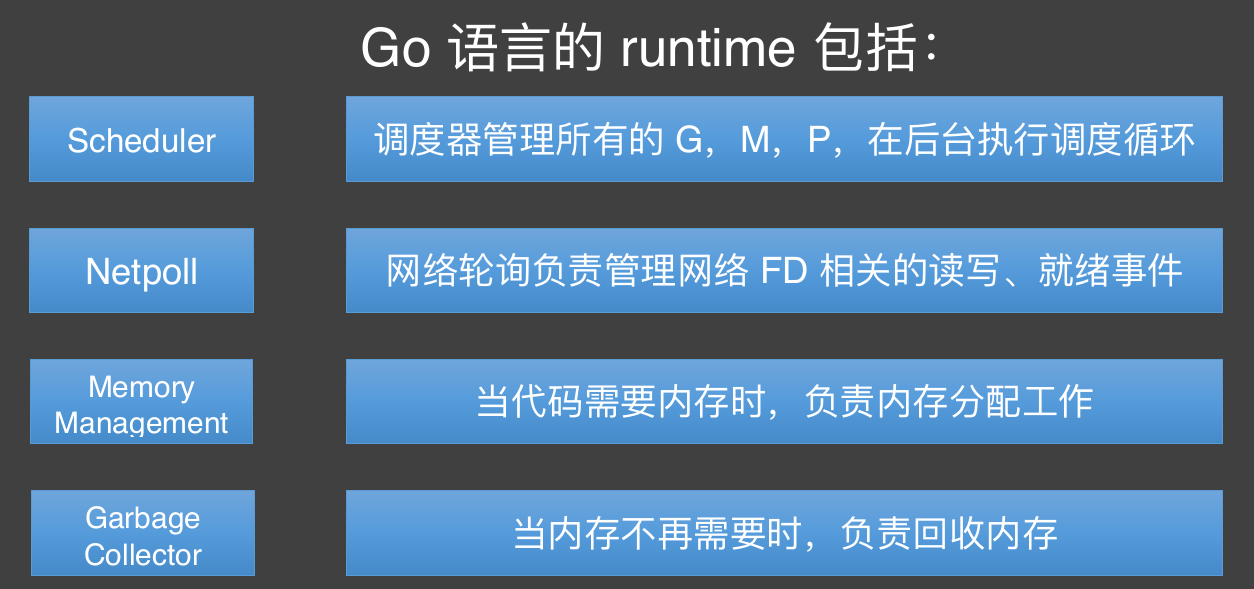 Go 语言的 runtime 包括：
Scheduler
调度器管理所有的 G，M，P，在后台执行调度循环
Netpoll
网络轮询负责管理网络 FD 相关的读写、就绪事件
Memory
Management
当代码需要内存时，负责内存分配工作
Garbage
Collector
当内存不再需要时，负责回收内存